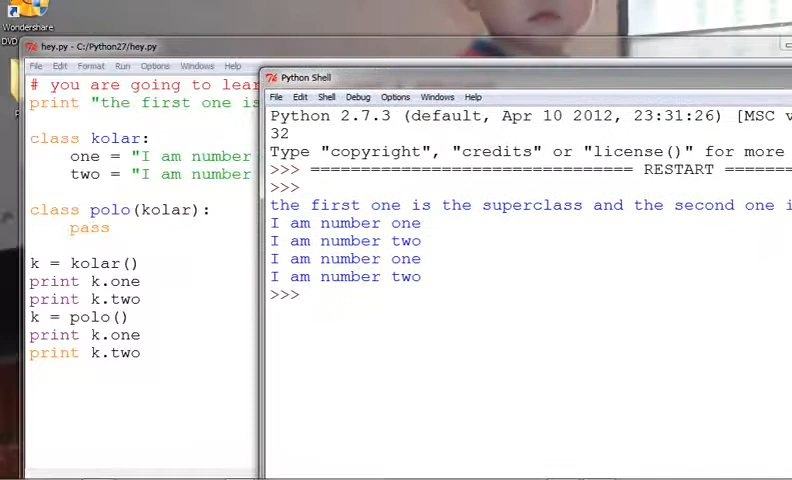 Wondershare
DVD
hey.py - C:/Python27/hey.py
File Edit Format Run Options Windows Help
# you are going to lear
print "the first one is
class kolar:
one = "I am number
two = "I am number
class polo(kolar):
pass
k = kolar()
print k.one
print k.two
k = polo()
print k.one
print k.two
Python Shell
File Edit Shell Debug Options Windows Help
Python 2.7.3 (default, Apr 10 2012, 23:31:26) [MSC v
32
Type "copyright", "credits" or "license()" for more
>>> ================================ RESTART =======
>>>
the first one is the superclass and the second one i
I am number one
I am number two
I am number one
I am number two
>>>